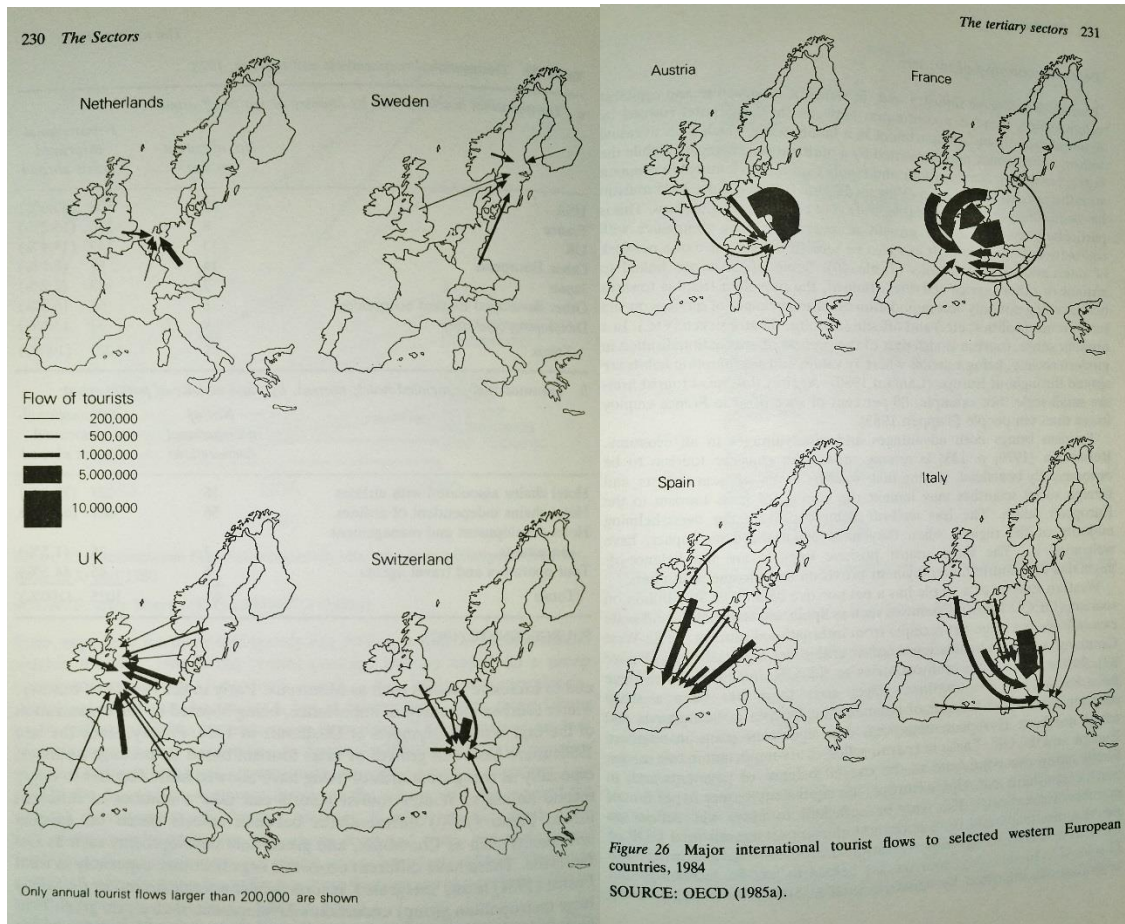 230 The Sectors
Netherlands
Sweden
Flow of tourists
200,000
500,000
1,000,000
5,000,000
10,000,000
U K
Switzerland
Only annual tourist flows larger than 200,000 are shown
The tertiary sectors 231
Austria
France
Spain
Italy
Figure 26 Major international tourist flows to selected western European
countries, 1984
SOURCE: OECD (1985a).